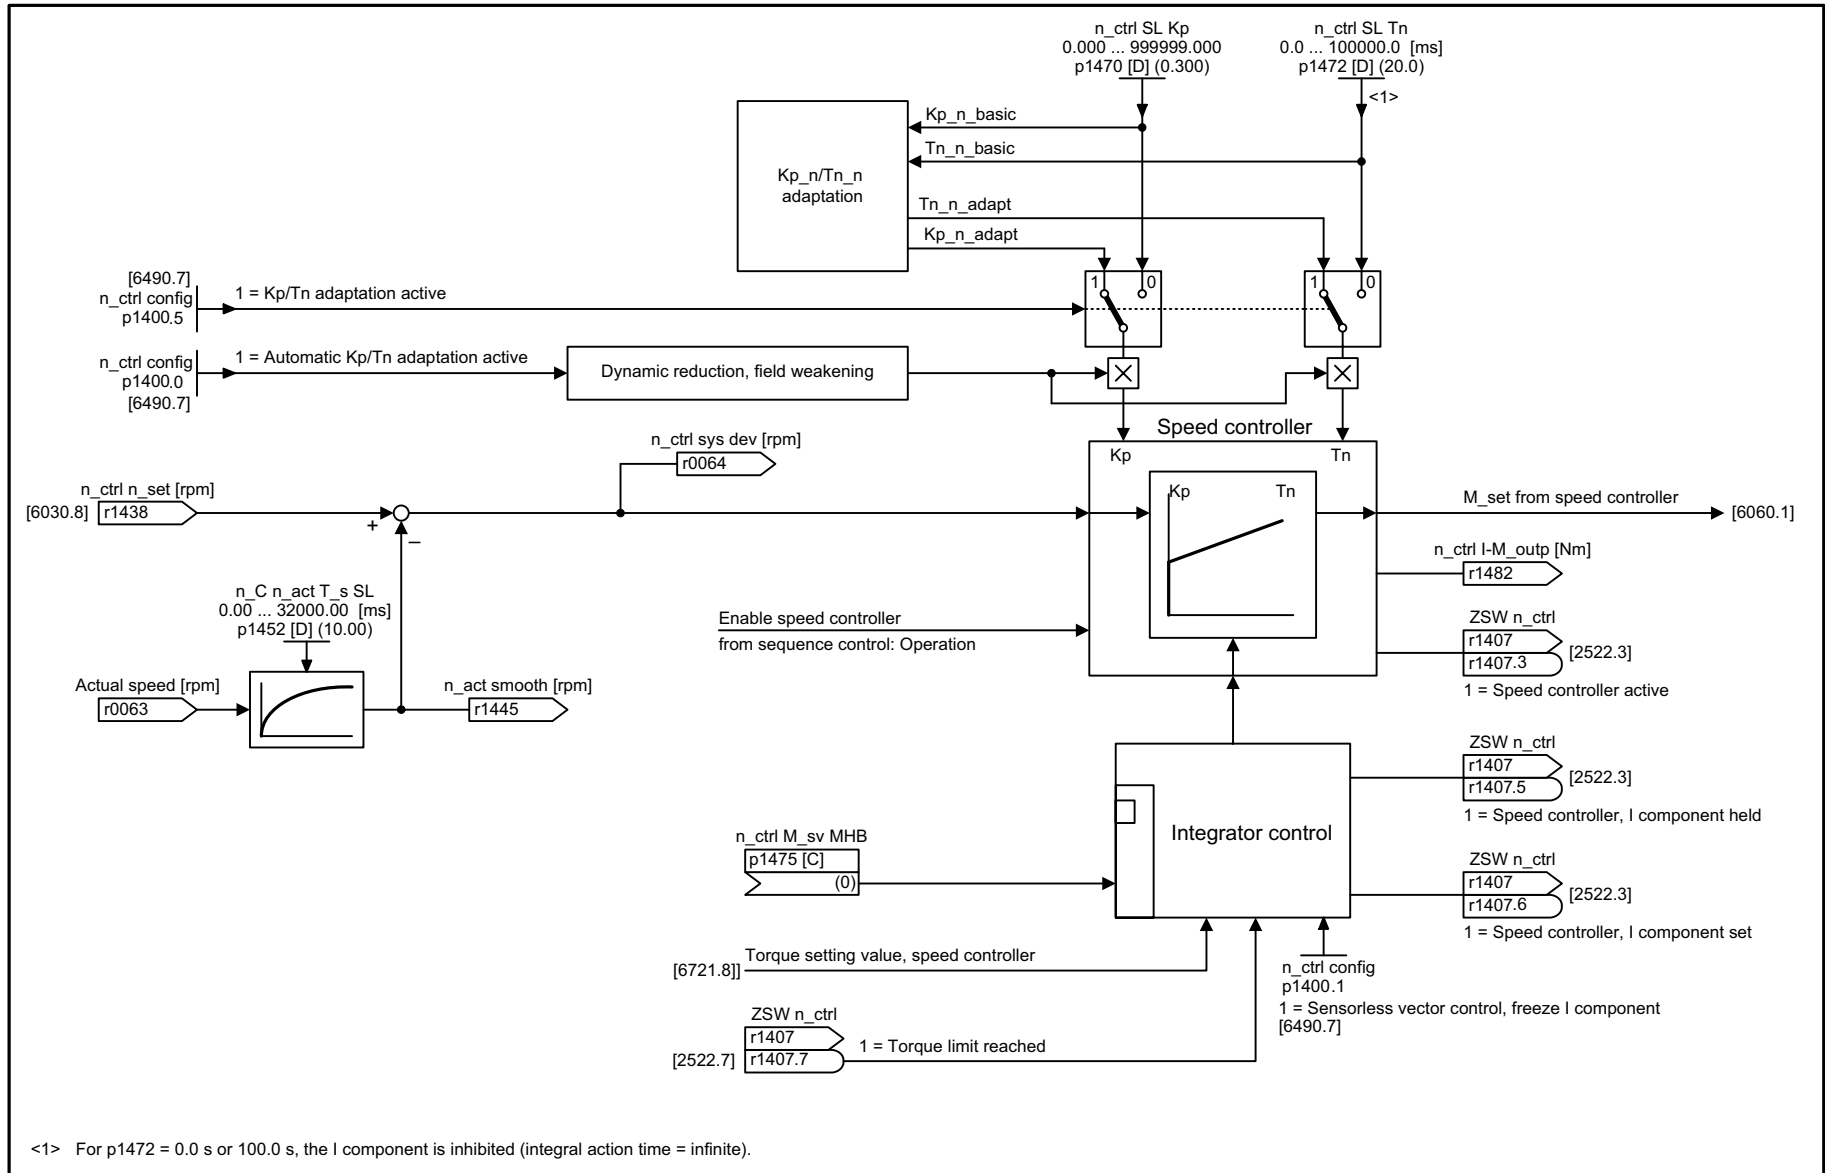 n_ctrl SL Kp
0.000 ... 999999.000
p1470 [D] (0.300)
n_ctrl SL Tn
0.0 ... 100000.0 [ms]
p1472 [D] (20.0)
<1>
Kp_n_basic
Tn_n_basic
Kp_n/Tn_n
adaptation
Tn_n_adapt
Kp_n_adapt
[6490.7]
n_ctrl config
p1400.5
1 = Kp/Tn adaptation active
1
0
1
0
n_ctrl config
p1400.0
[6490.7]
1 = Automatic Kp/Tn adaptation active
Dynamic reduction, field weakening
Speed controller
Kp
Tn
n_ctrl sys dev [rpm]
r0064
n_ctrl n_set [rpm]
[6030.8]
r1438
+
–
Kp
Tn
M_set from speed controller
[6060.1]
n_ctrl I-M_outp [Nm]
r1482
n_C n_act T_s SL
0.00 ... 32000.00 [ms]
p1452 [D] (10.00)
Enable speed controller
from sequence control: Operation
ZSW n_ctrl
r1407
r1407.3
[2522.3]
1 = Speed controller active
Actual speed [rpm]
r0063
n_act smooth [rpm]
r1445
ZSW n_ctrl
r1407
r1407.5
[2522.3]
1 = Speed controller, I component held
Integrator control
n_ctrl M_sv MHB
p1475 [C]
(0)
ZSW n_ctrl
r1407
r1407.6
[2522.3]
1 = Speed controller, I component set
[6721.8]]
Torque setting value, speed controller
n_ctrl config
p1400.1
1 = Sensorless vector control, freeze I component
[6490.7]
ZSW n_ctrl
r1407
r1407.7
[2522.7]
1 = Torque limit reached
<1> For p1472 = 0.0 s or 100.0 s, the I component is inhibited (integral action time = infinite).